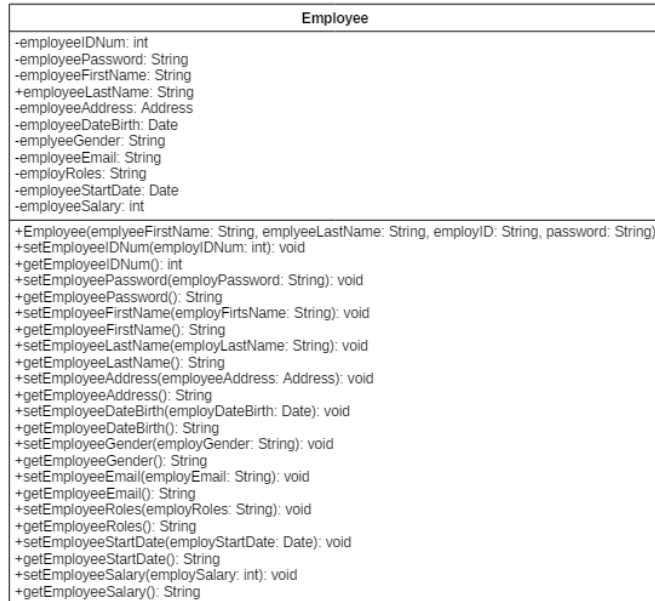 Employee
-employeeIDNum: int
-employeePassword: String
-employeeFirstName: String
+employeeLastName: String
-employeeAddress: Address
-employeeDateBirth: Date
-emplyeeGender: String
-employeeEmail: String
-employRoles: String
-employeeStartDate: Date
-employeeSalary: int
+Employee(emplyeeFirstName: String, emplyeeLastName: String, employID: String, password: String)
+setEmployeeIDNum(employIDNum: int): void
+getEmployeeIDNum(): int
+setEmployeePassword(employPassword: String): void
+getEmployeePassword(): String
+setEmployeeFirstName(employFirtsName: String): void
+getEmployeeFirstName(): String
+setEmployeeLastName(employLastName: String): void
+getEmployeeLastName(): String
+setEmployeeAddress(employeeAddress: Address): void
+getEmployeeAddress(): String
+setEmployeeDateBirth(employDateBirth: Date): void
+getEmployeeDateBirth(): String
+setEmployeeGender(employGender: String): void
+getEmployeeGender(): String
+setEmployeeEmail(employEmail: String): void
+getEmployeeEmail(): String
+setEmployeeRoles(employRoles: String): void
+getEmployeeRoles(): String
+setEmployeeStartDate(employStartDate: Date): void
+getEmployeeStartDate(): String
+setEmployeeSalary(employSalary: int): void
+getEmployeeSalary(): String